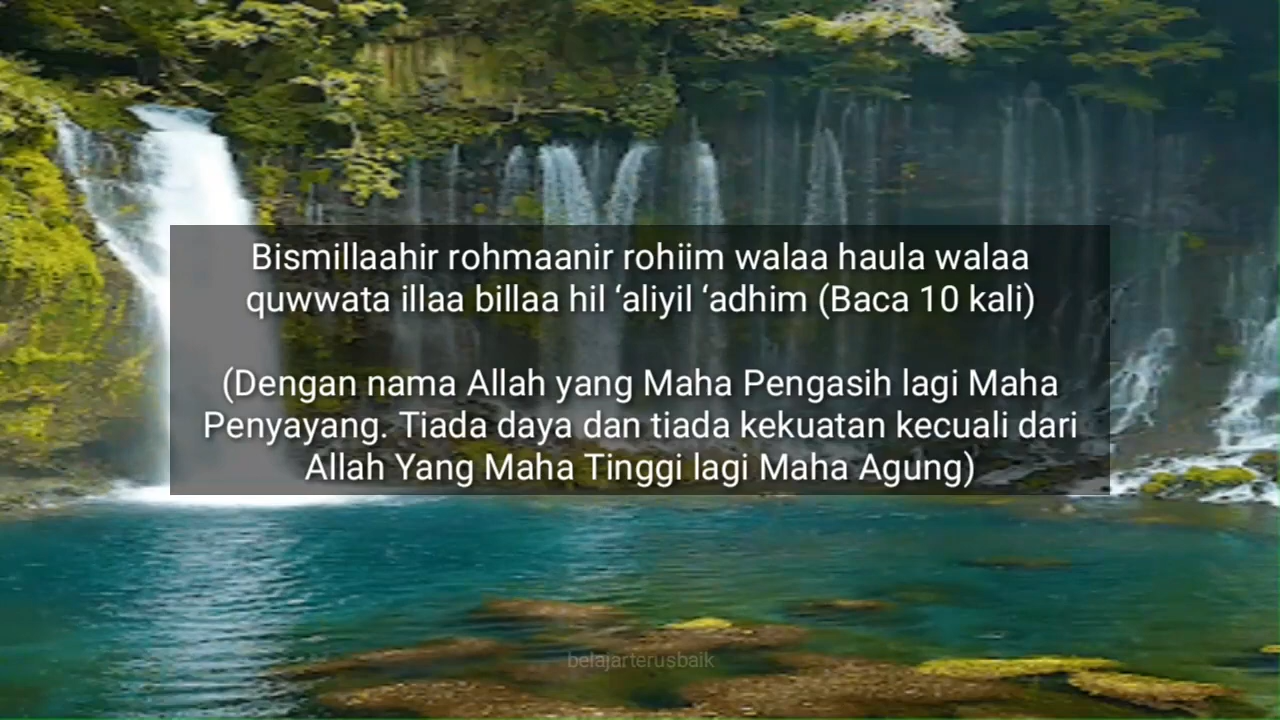 Bismillaahir rohmaanir rohiim walaa haula walaa
quwwata illaa billaa hil ‘aliyil ‘adhim (Baca 10 kali)
(Dengan nama Allah yang Maha Pengasih lagi Maha
Penyayang. Tiada daya dan tiada kekuatan kecuali dari
Allah Yang Maha Tinggi lagi Maha Agung)
belajarterusbaik